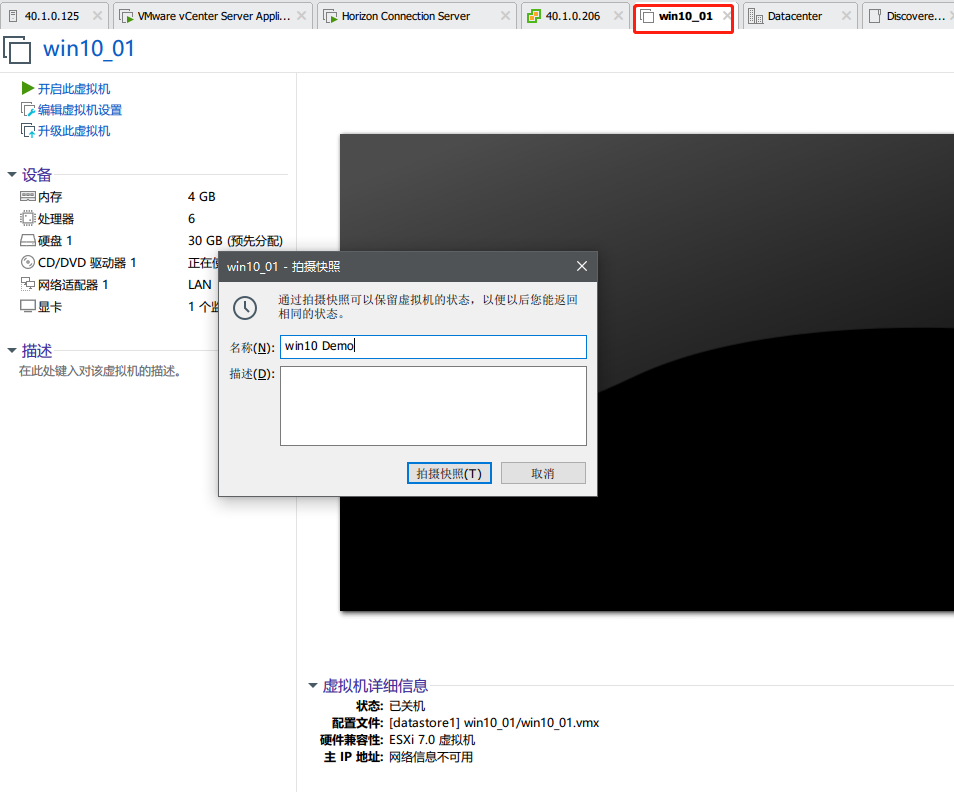 40.1.0.125
VMware vCenter Server Appli...
Horizon Connection Server
40.1.0.206
win10_01
Datacenter
Discovere...
win10_01
开启此虚拟机
编辑虚拟机设置
升级此虚拟机
设备
内存 4 GB
处理器 6
硬盘 1 30 GB (预先分配)
CD/DVD 驱动器 1 正在使
网络适配器 1 LAN
显卡 1 个监
描述
在此处键入对该虚拟机的描述。
win10_01 - 拍摄快照
通过拍摄快照可以保留虚拟机的状态，以便以后您能返回
相同的状态。
名称(N): win10 Demo
描述(D):
拍摄快照(T) 取消
虚拟机详细信息
状态: 已关机
配置文件: [datastore1] win10_01/win10_01.vmx
硬件兼容性: ESXi 7.0 虚拟机
主 IP 地址: 网络信息不可用